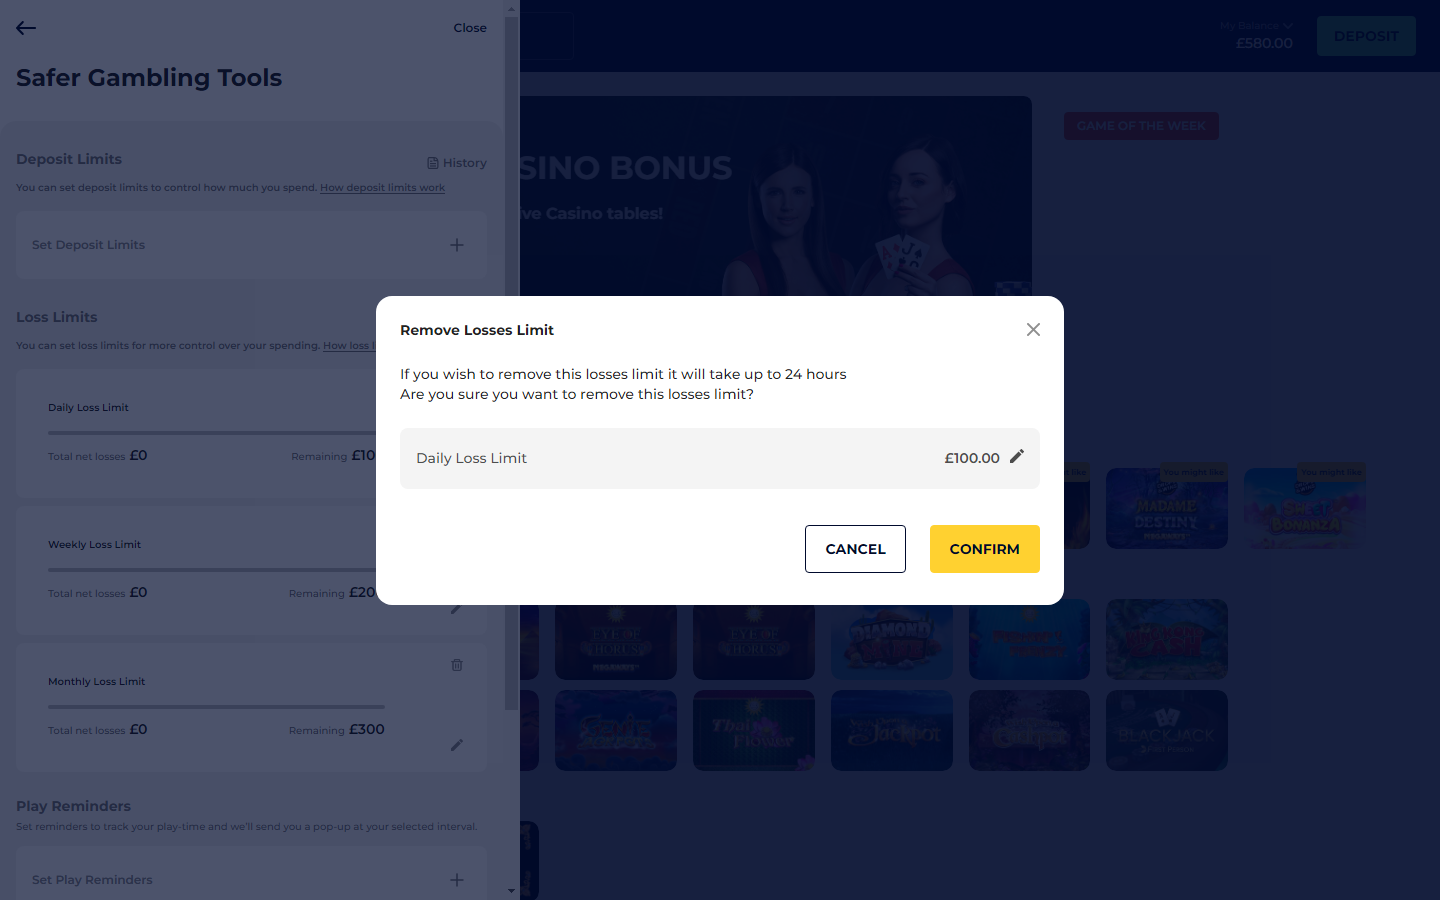 Close
Safer Gambling Tools
Deposit Limits
History
You can set deposit limits to control how much you spend. How deposit limits work
Set Deposit Limits
Loss Limits
You can set loss limits for more control over your spending. How loss
Daily Loss Limit
Total net losses £0
Remaining £10
Weekly Loss Limit
Total net losses £0
Remaining £20
Monthly Loss Limit
Total net losses £0
Remaining £300
Play Reminders
Set reminders to track your play-time and we'll send you a pop-up at your selected interval.
Set Play Reminders
My Balance
£580.00
DEPOSIT
SINO BONUS
ive Casino tables!
GAME OF THE WEEK
Remove Losses Limit
If you wish to remove this losses limit it will take up to 24 hours
Are you sure you want to remove this losses limit?
Daily Loss Limit
£100.00
CANCEL
CONFIRM
like
You might like
You might like
MADAME
DESTINY
MEGAWAYS
SWEET
BONANZA
EYE OF
HORUS
MEGAWAYS
EYE OF
HORUS
DIAMOND
MINE
Thai
Flower
Jackpot
BLACKJACK